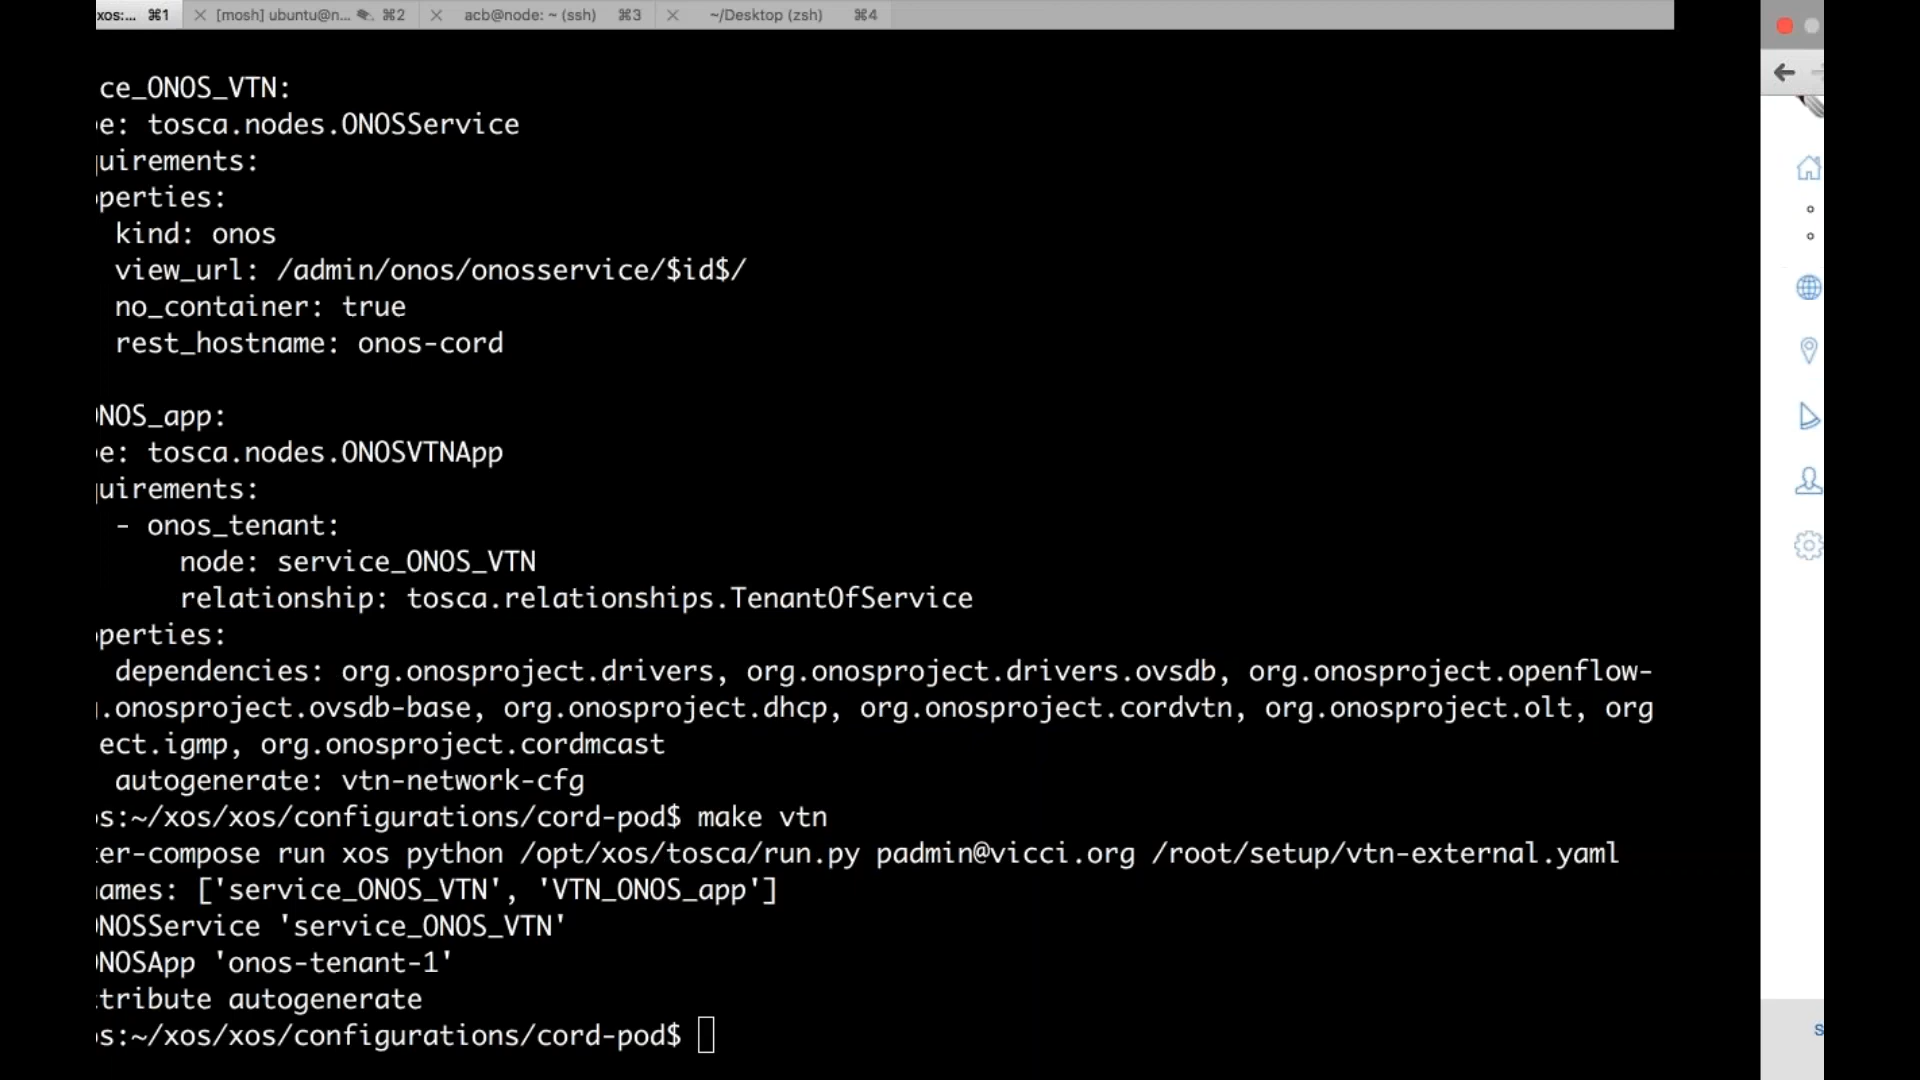 xos:... ⌘1 [mosh] ubuntu@n... ⌘2 acb@node: ~ (ssh) ⌘3 ~/Desktop (zsh) ⌘4
ce_ONOS_VTN:
e: tosca.nodes.ONOSService
uirements:
perties:
kind: onos
view_url: /admin/onos/onosservice/$id$/
no_container: true
rest_hostname: onos-cord
NOS_app:
e: tosca.nodes.ONOSVTNApp
uirements:
- onos_tenant:
node: service_ONOS_VTN
relationship: tosca.relationships.TenantOfService
perties:
dependencies: org.onosproject.drivers, org.onosproject.drivers.ovsdb, org.onosproject.openflow-
.onosproject.ovsdb-base, org.onosproject.dhcp, org.onosproject.cordvtn, org.onosproject.olt, org
ect.igmp, org.onosproject.cordmcast
autogenerate: vtn-network-cfg
s:~/xos/xos/configurations/cord-pod$ make vtn
er-compose run xos python /opt/xos/tosca/run.py padmin@vicci.org /root/setup/vtn-external.yaml
ames: ['service_ONOS_VTN', 'VTN_ONOS_app']
NOSService 'service_ONOS_VTN'
NOSApp 'onos-tenant-1'
tribute autogenerate
s:~/xos/xos/configurations/cord-pod$
s